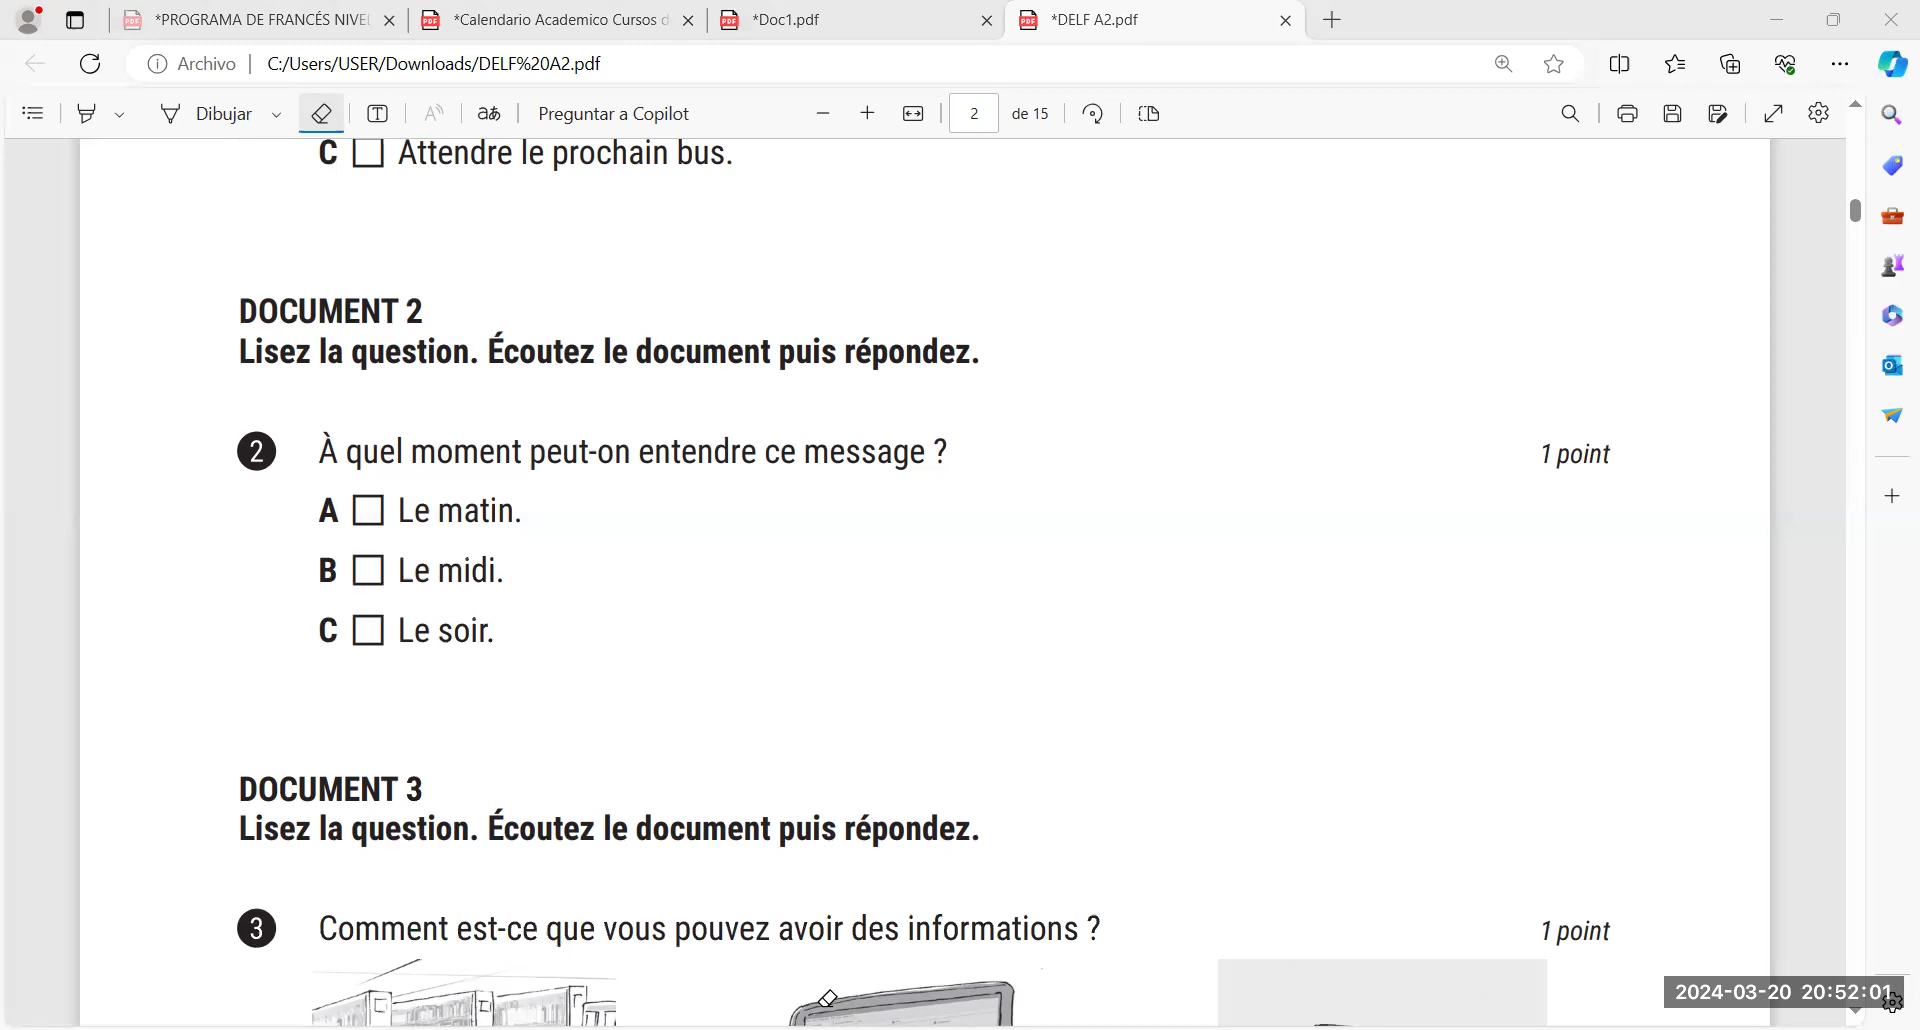 *PROGRAMA DE FRANCÉS NIVEL
*Calendario Academico Cursos d
*Doc1.pdf
*DELF A2.pdf
Archivo
C:/Users/USER/Downloads/DELF%20A2.pdf
Dibujar
Preguntar a Copilot
2
de 15
C Attendre le prochain bus.
DOCUMENT 2
Lisez la question. Écoutez le document puis répondez.
2 À quel moment peut-on entendre ce message ? 1 point
A Le matin.
B Le midi.
C Le soir.
DOCUMENT 3
Lisez la question. Écoutez le document puis répondez.
3 Comment est-ce que vous pouvez avoir des informations ? 1 point
2024-03-20 20:52:01